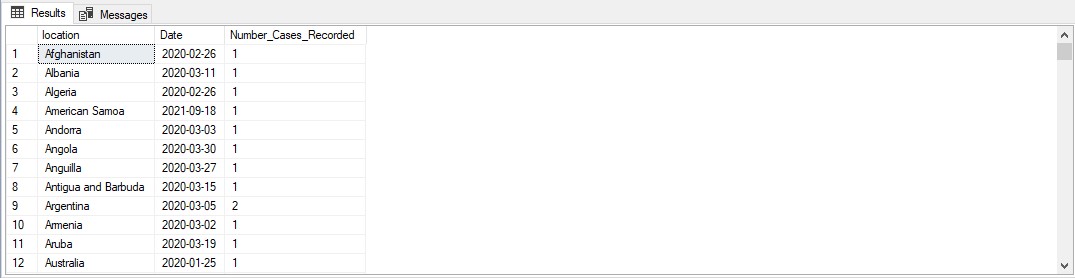 Results Messages
location Date Number_Cases_Recorded
1 Afghanistan 2020-02-26 1
2 Albania 2020-03-11 1
3 Algeria 2020-02-26 1
4 American Samoa 2021-09-18 1
5 Andorra 2020-03-03 1
6 Angola 2020-03-30 1
7 Anguilla 2020-03-27 1
8 Antigua and Barbuda 2020-03-15 1
9 Argentina 2020-03-05 2
10 Armenia 2020-03-02 1
11 Aruba 2020-03-19 1
12 Australia 2020-01-25 1